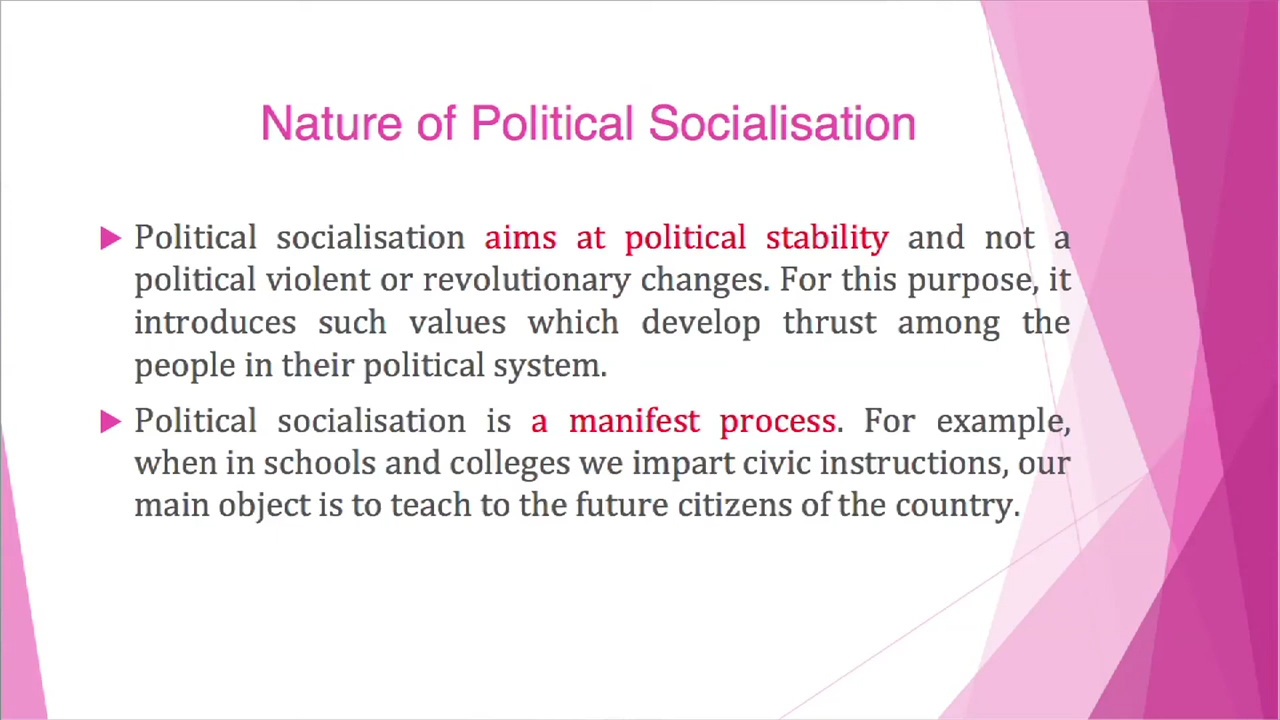 Nature of Political Socialisation
Political socialisation aims at political stability and not a
political violent or revolutionary changes. For this purpose, it
introduces such values which develop thrust among the
people in their political system.
Political socialisation is a manifest process. For example,
when in schools and colleges we impart civic instructions, our
main object is to teach to the future citizens of the country.